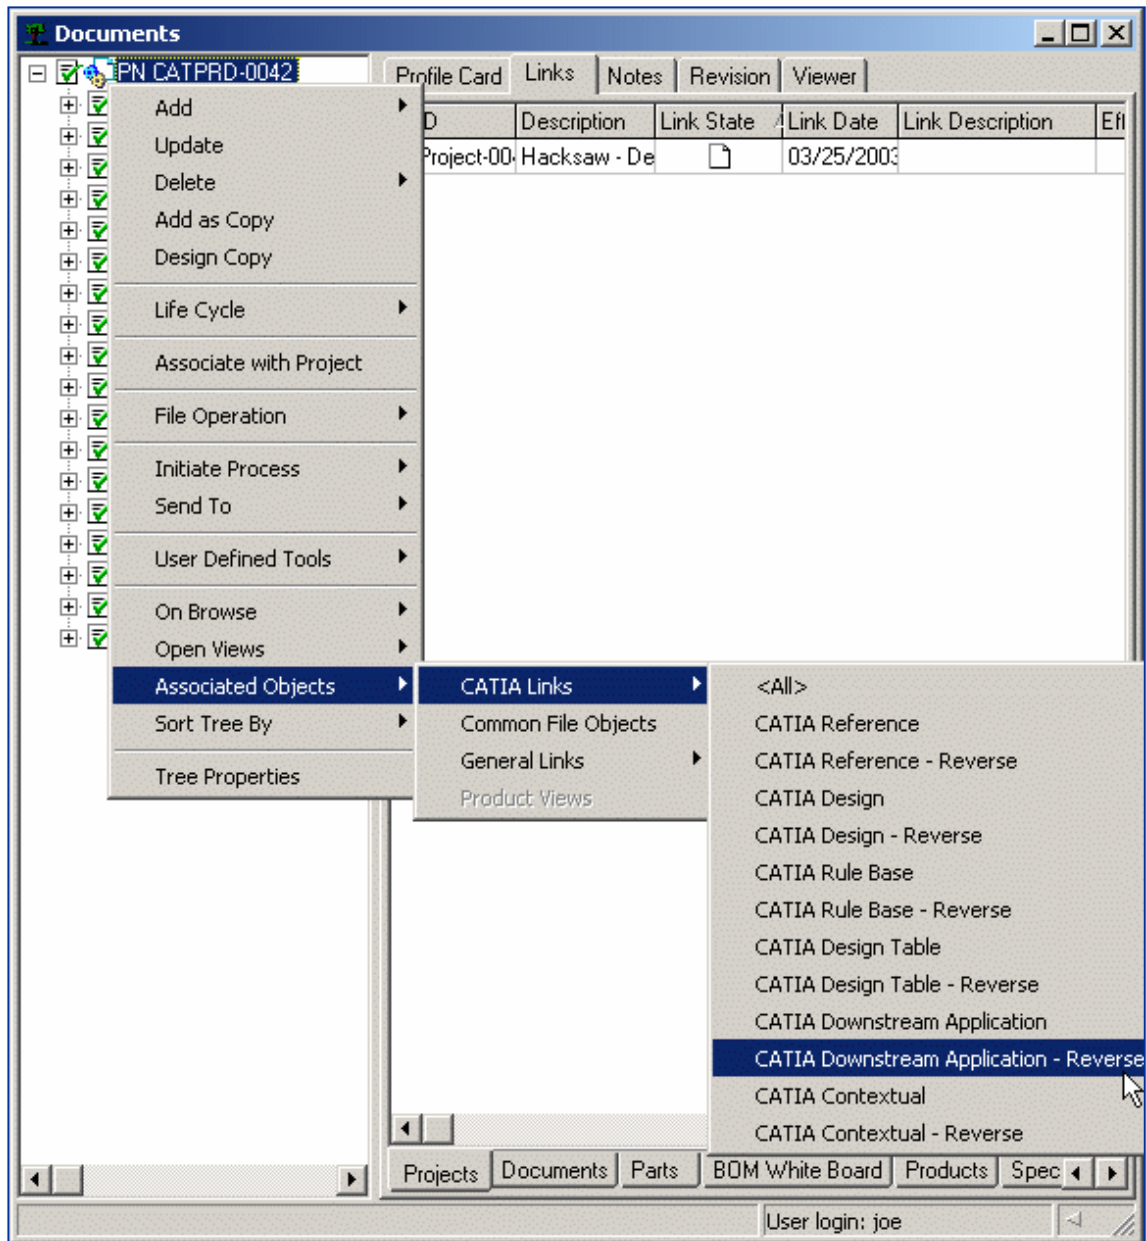 Documents
PN CATPRD-0042
Profile Card Links Notes Revision Viewer
D Description Link State Link Date Link Description Eff
Project-004 Hacksaw - De 03/25/2003
Add
Update
Delete
Add as Copy
Design Copy
Life Cycle
Associate with Project
File Operation
Initiate Process
Send To
User Defined Tools
On Browse
Open Views
Associated Objects
Sort Tree By
Tree Properties
CATIA Links
Common File Objects
General Links
Product Views
<All>
CATIA Reference
CATIA Reference - Reverse
CATIA Design
CATIA Design - Reverse
CATIA Rule Base
CATIA Rule Base - Reverse
CATIA Design Table
CATIA Design Table - Reverse
CATIA Downstream Application
CATIA Downstream Application - Reverse
CATIA Contextual
CATIA Contextual - Reverse
Projects Documents Parts BOM White Board Products Spec
User login: joe